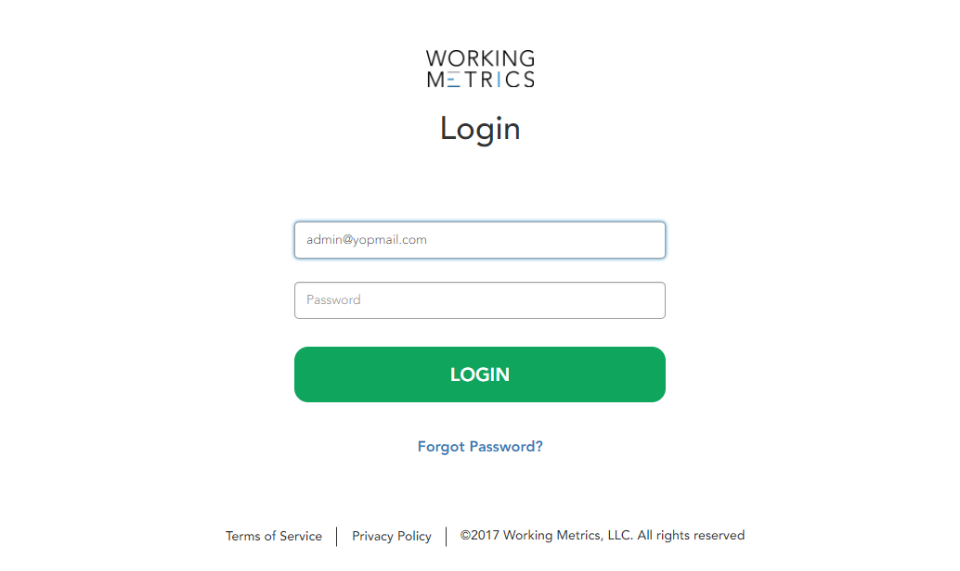 WORKING
METRICS
Login
admin@yopmail.com
Password
LOGIN
Forgot Password?
Terms of Service | Privacy Policy | ©2017 Working Metrics, LLC. All rights reserved